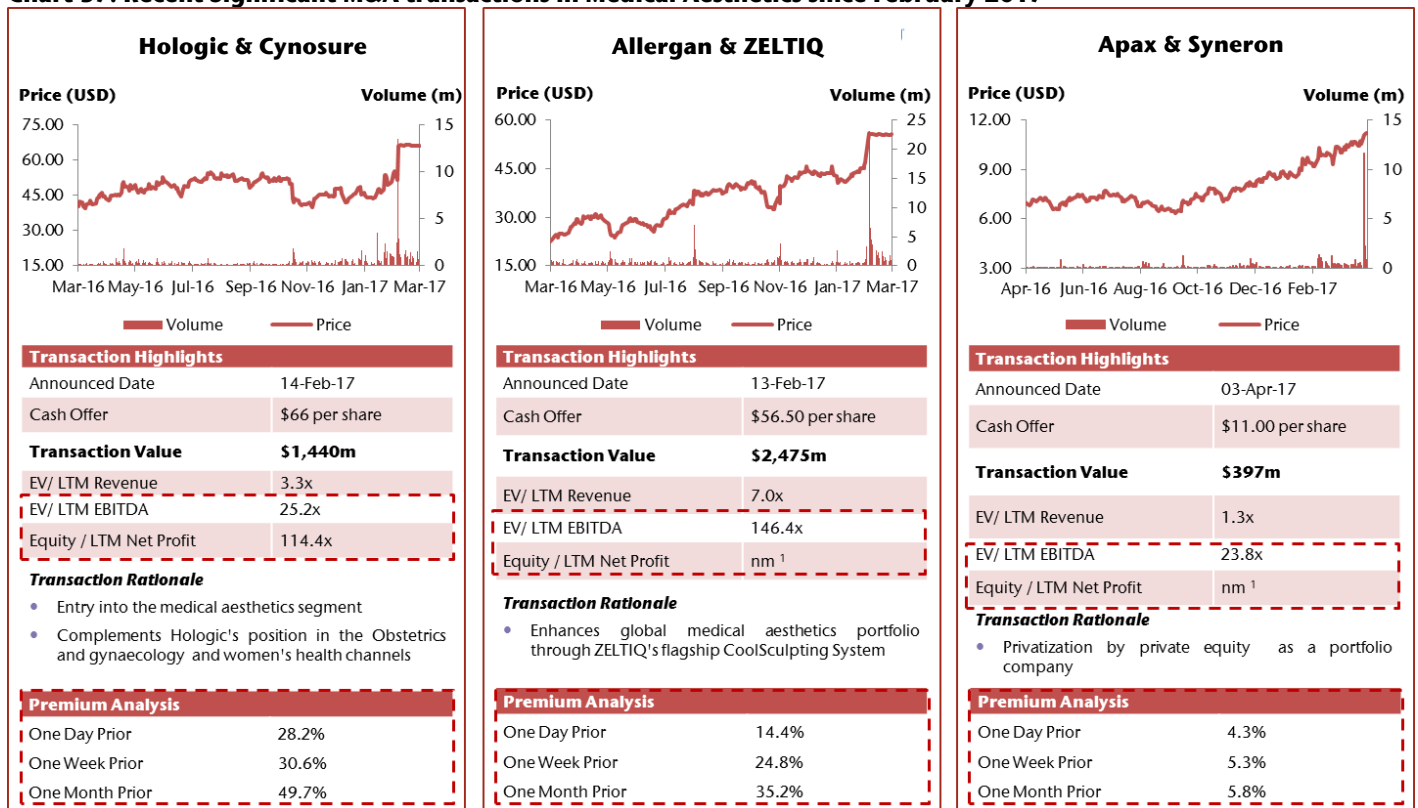 Hologic & Cynosure
Price (USD) Volume (m)
75.00 15
60.00
10
45.00
5
30.00
15.00 0
Mar-16 May-16 Jul-16 Sep-16 Nov-16 Jan-17 Mar-17
Volume Price
Transaction Highlights
Announced Date 14-Feb-17
Cash Offer $66 per share
Transaction Value $1,440m
EV/ LTM Revenue 3.3x
EV/ LTM EBITDA 25.2x
Equity / LTM Net Profit 114.4x
Transaction Rationale
• Entry into the medical aesthetics segment
• Complements Hologic's position in the Obstetrics
and gynaecology and women's health channels
Premium Analysis
One Day Prior 28.2%
One Week Prior 30.6%
One Month Prior 49.7%
Allergan & ZELTIQ
Price (USD) Volume (m)
60.00 25
20
45.00
15
10
30.00
5
15.00 0
Mar-16 May-16 Jul-16 Sep-16 Nov-16 Jan-17 Mar-17
Volume Price
Transaction Highlights
Announced Date 13-Feb-17
Cash Offer $56.50 per share
Transaction Value $2,475m
EV/ LTM Revenue 7.0x
EV/ LTM EBITDA 146.4x
Equity / LTM Net Profit nm ¹
Transaction Rationale
• Enhances global medical aesthetics portfolio
through ZELTIQ's flagship CoolSculpting System
Premium Analysis
One Day Prior 14.4%
One Week Prior 24.8%
One Month Prior 35.2%
Apax & Syneron
Price (USD) Volume (m)
12.00 15
9.00 10
6.00 5
3.00 0
Apr-16 Jun-16 Aug-16 Oct-16 Dec-16 Feb-17
Volume Price
Transaction Highlights
Announced Date 03-Apr-17
Cash Offer $11.00 per share
Transaction Value $397m
EV/ LTM Revenue 1.3x
EV/ LTM EBITDA 23.8x
Equity / LTM Net Profit nm ¹
Transaction Rationale
• Privatization by private equity as a portfolio
company
Premium Analysis
One Day Prior 4.3%
One Week Prior 5.3%
One Month Prior 5.8%